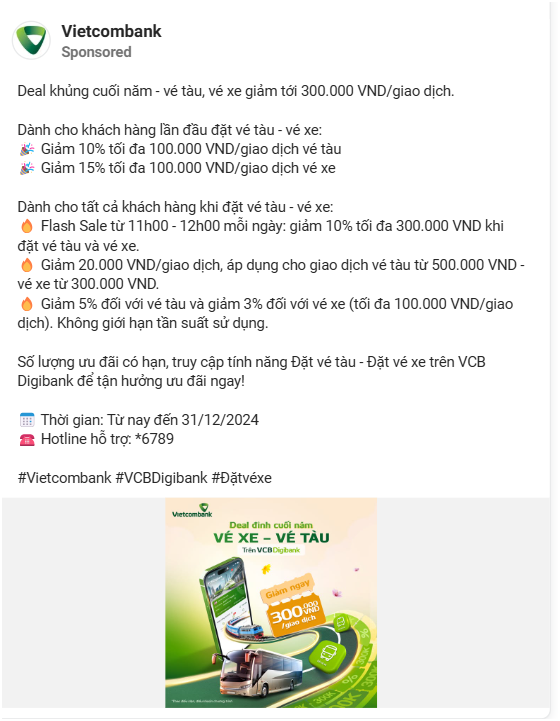 Vietcombank
Sponsored
Deal khủng cuối năm - vé tàu, vé xe giảm tới 300.000 VND/giao dịch.
Dành cho khách hàng lần đầu đặt vé tàu - vé xe:
🎉 Giảm 10% tối đa 100.000 VND/giao dịch vé tàu
🎉 Giảm 15% tối đa 100.000 VND/giao dịch vé xe
Dành cho tất cả khách hàng khi đặt vé tàu - vé xe:
🔥 Flash Sale từ 11h00 - 12h00 mỗi ngày: giảm 10% tối đa 300.000 VND khi
đặt vé tàu và vé xe.
🔥 Giảm 20.000 VND/giao dịch, áp dụng cho giao dịch vé tàu từ 500.000 VND -
vé xe từ 300.000 VND.
🔥 Giảm 5% đối với vé tàu và giảm 3% đối với vé xe (tối đa 100.000 VND/giao
dịch). Không giới hạn tần suất sử dụng.
Số lượng ưu đãi có hạn, truy cập tính năng Đặt vé tàu - Đặt vé xe trên VCB
Digibank để tận hưởng ưu đãi ngay!
📅 Thời gian: Từ nay đến 31/12/2024
☎️ Hotline hỗ trợ: *6789
#Vietcombank #VCBDigibank #Đặtvéxe
Vietcombank
Deal đỉnh cuối năm
VÉ XE – VÉ TÀU
Trên VCB Digibank
Giảm ngay
300.000
VND
/giao dịch
300K